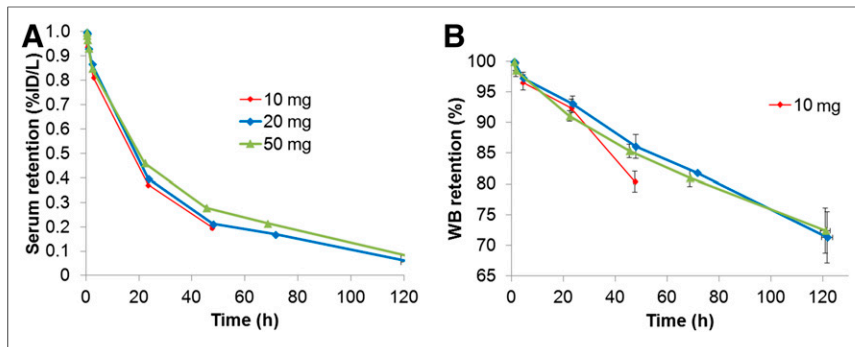 A
Serum retention (%ID/L)
1.0
0.9
0.8
0.7
0.6
0.5
0.4
0.3
0.2
0.1
0
10 mg
20 mg
50 mg
0 20 40 60 80 100 120
Time (h)
B
WB retention (%)
100
95
90
85
80
75
70
65
10 mg
0 20 40 60 80 100 120
Time (h)